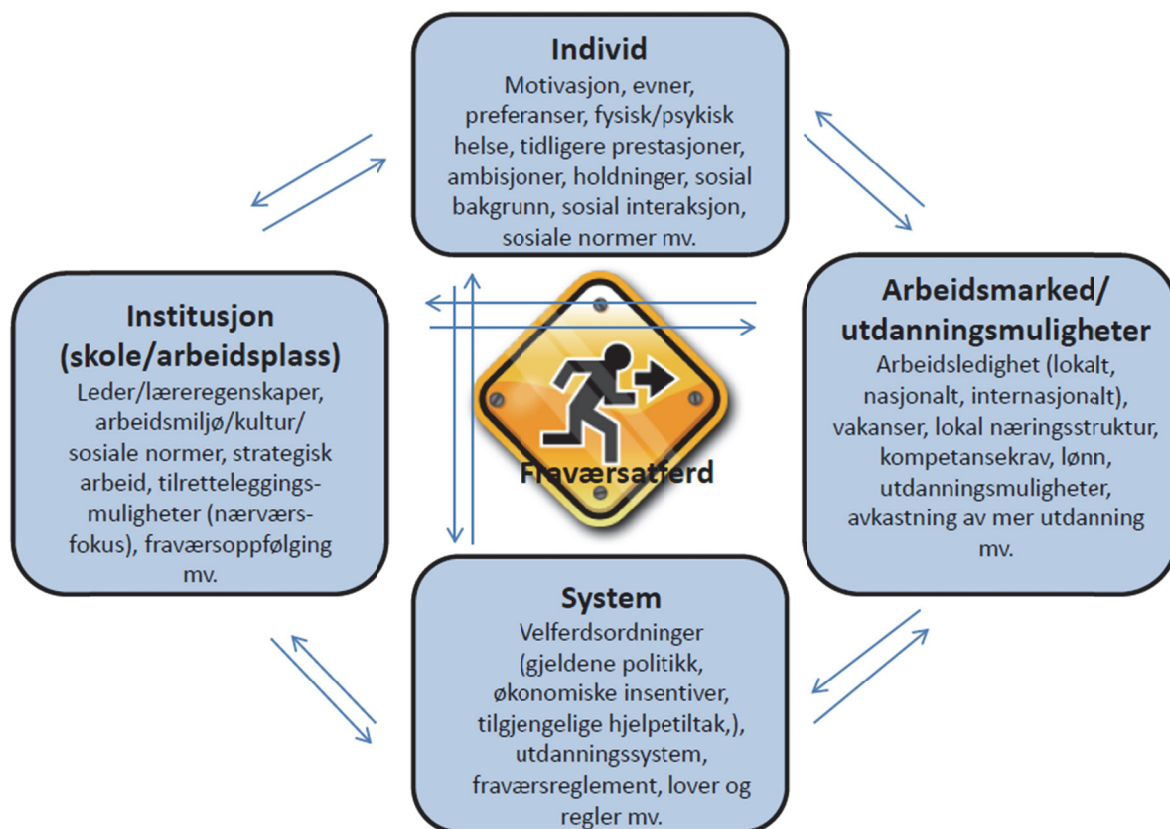 Individ
Motivasjon, evner,
preferanser, fysisk/psykisk
helse, tidligere prestasjoner,
ambisjoner, holdninger, sosial
bakgrunn, sosial interaksjon,
sosiale normer mv.
Institusjon
(skole/arbeidsplass)
Leder/læreregenskaper,
arbeidsmiljø/kultur/
sosiale normer, strategisk
arbeid, tilretteleggings-
muligheter (nærværs-
fokus), fraværsoppfølging
mv.
Fraværsatferd
Arbeidsmarked/
utdanningsmuligheter
Arbeidsledighet (lokalt,
nasjonalt, internasjonalt),
vakanser, lokal næringsstruktur,
kompetansekrav, lønn,
utdanningsmuligheter,
avkastning av mer utdanning
mv.
System
Velferdsordninger
(gjeldene politikk,
økonomiske insentiver,
tilgjengelige hjelpetiltak,),
utdanningssystem,
fraværsreglement, lover og
regler mv.